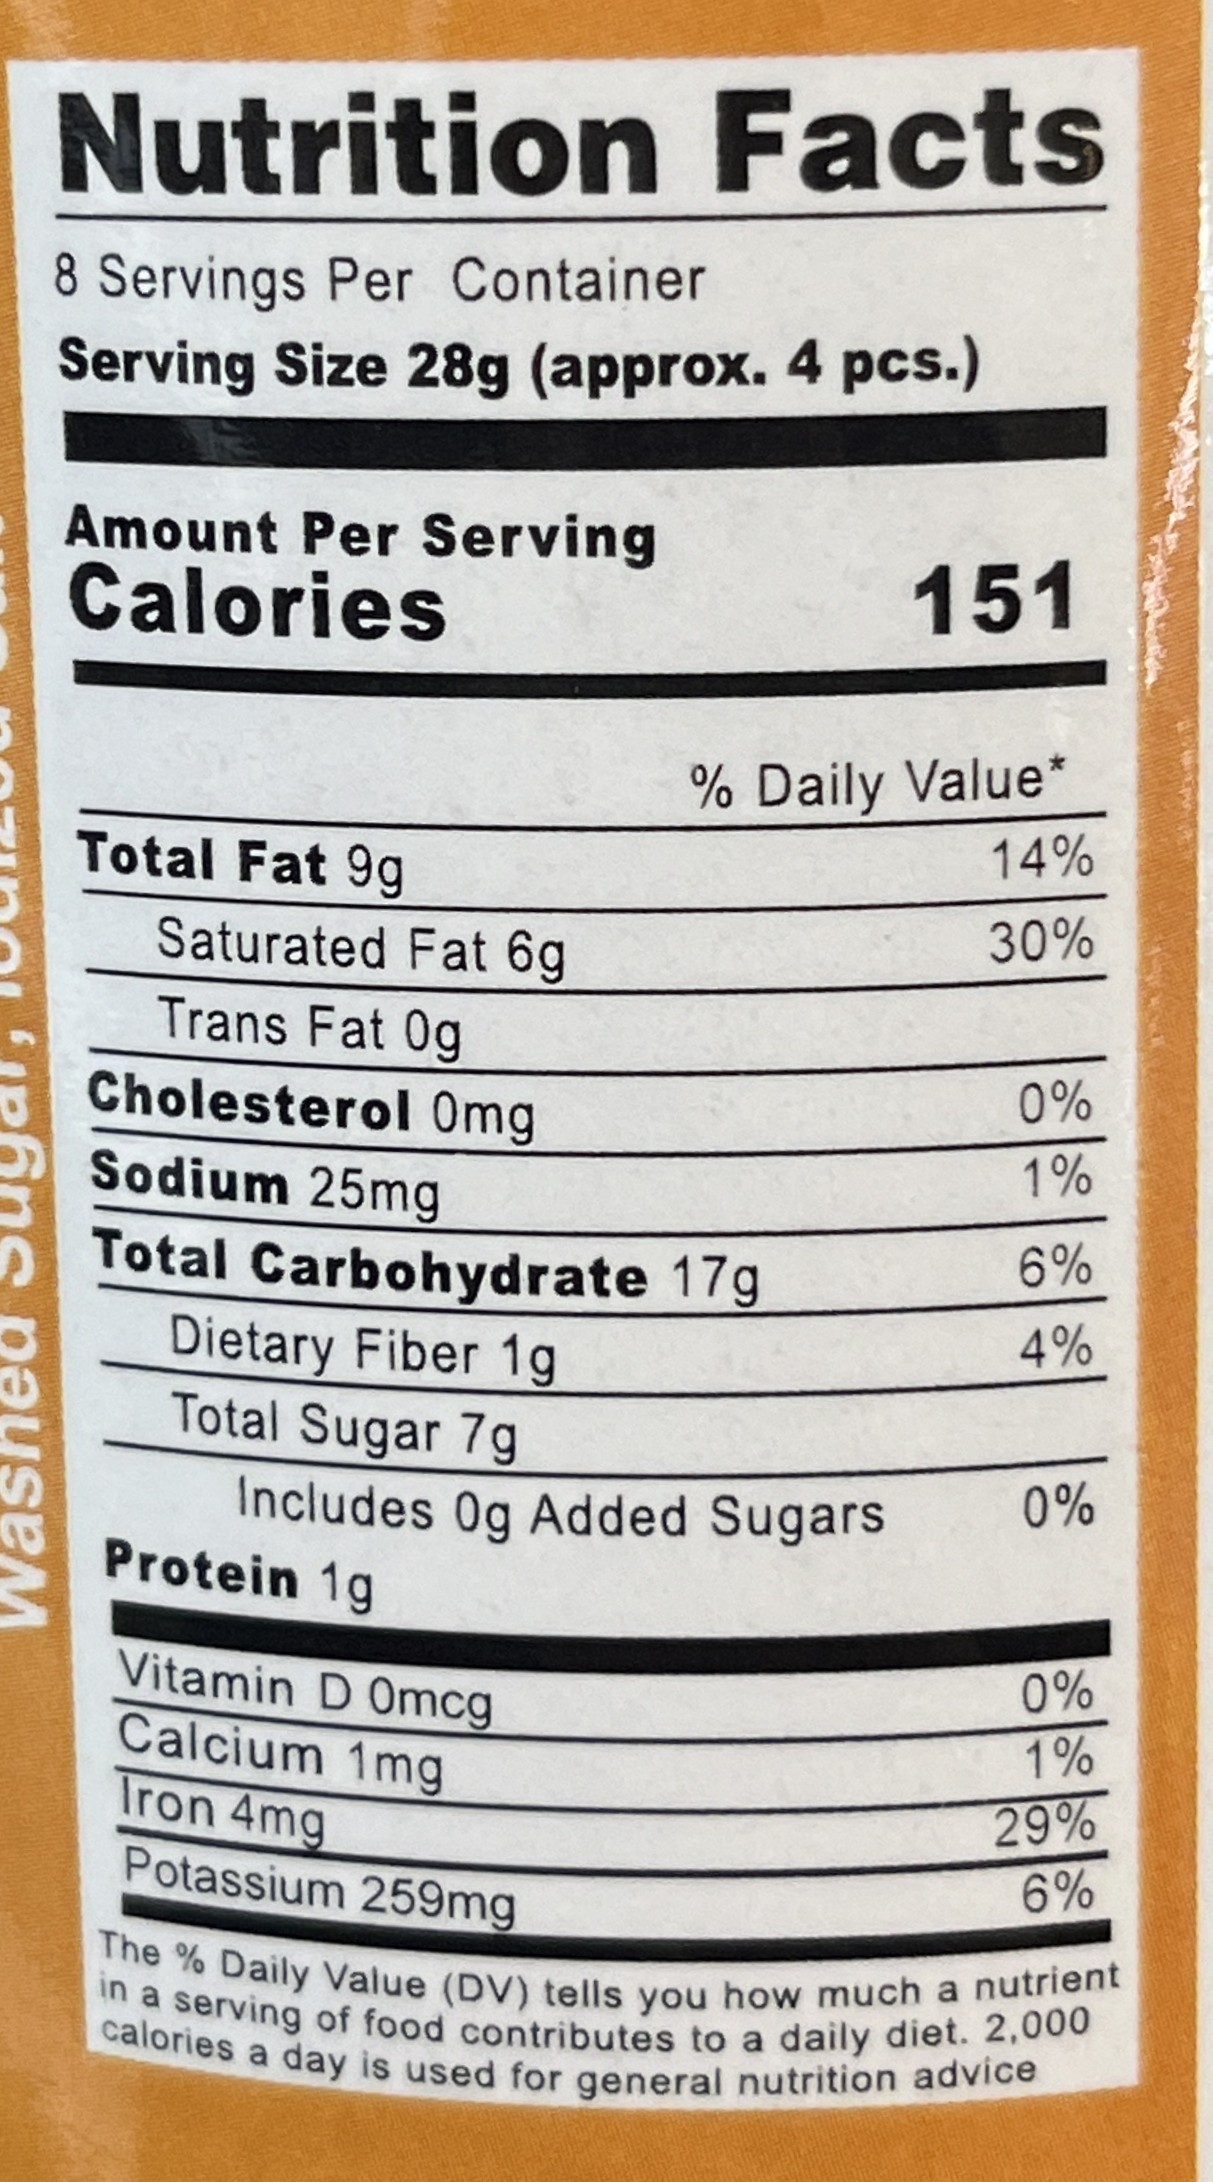 Nutrition Facts
8 Servings Per Container
Serving Size 28g (approx. 4 pcs.)
Amount Per Serving
Calories 151
% Daily Value*
Total Fat 9g 14%
Saturated Fat 6g 30%
Trans Fat 0g
Cholesterol 0mg 0%
Sodium 25mg 1%
Total Carbohydrate 17g 6%
Dietary Fiber 1g 4%
Total Sugar 7g
Includes 0g Added Sugars 0%
Protein 1g
Vitamin D 0mcg 0%
Calcium 1mg 1%
Iron 4mg 29%
Potassium 259mg 6%
The % Daily Value (DV) tells you how much a nutrient
in a serving of food contributes to a daily diet. 2,000
calories a day is used for general nutrition advice
Washed Sugar,